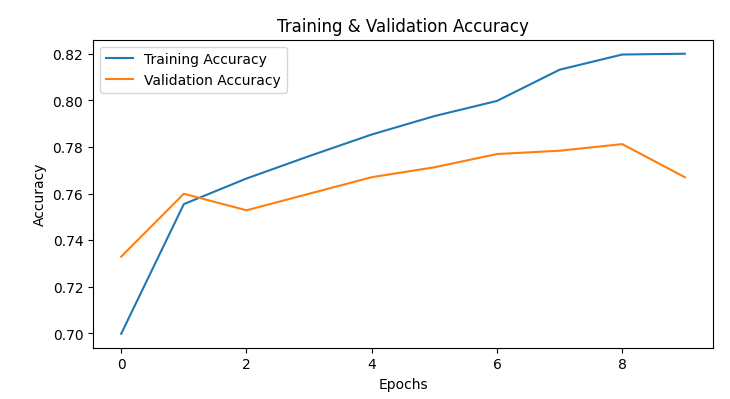 Training & Validation Accuracy
Training Accuracy
Validation Accuracy
0.82
0.80
0.78
0.76
0.74
0.72
0.70
Accuracy
0 2 4 6 8
Epochs